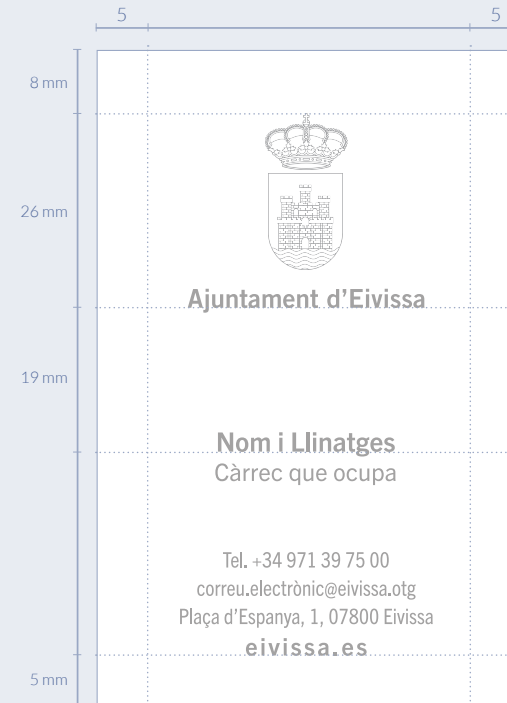 5 5
8 mm
26 mm
Ajuntament d'Eivissa
19 mm
Nom i Llinatges
Càrrec que ocupa
Tel. +34 971 39 75 00
correu.electrònic@eivissa.otg
Plaça d'Espanya, 1, 07800 Eivissa
eivissa.es
5 mm